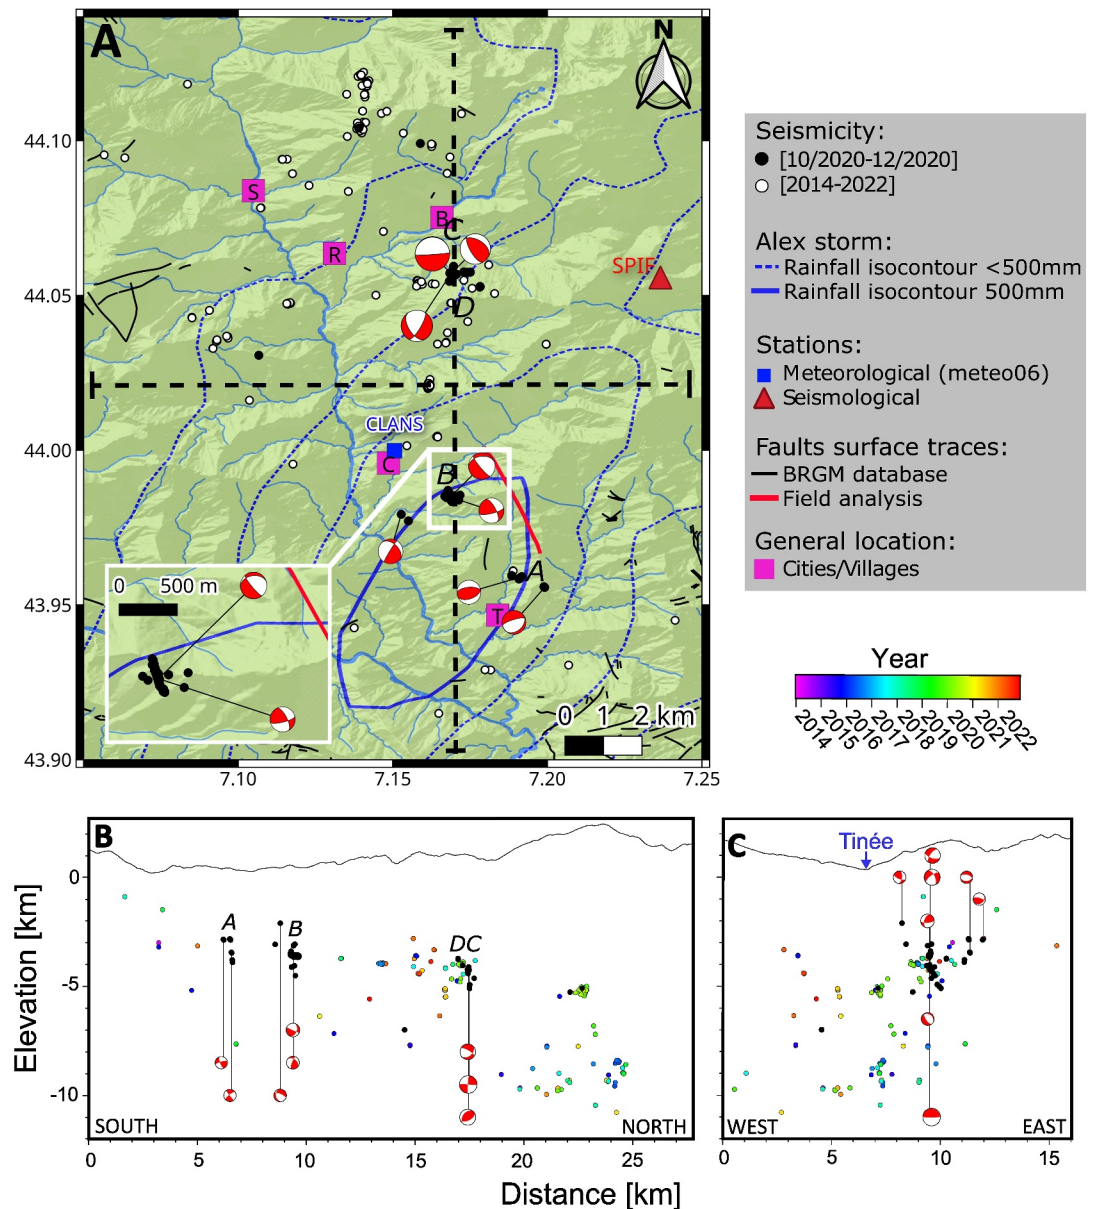 A
N
44.10
44.05
44.00
43.95
43.90
7.10
7.15
7.20
7.25
S
R
B
C
D
SPIF
CLANS
C
B
A
T
0 500 m
0 1 2 km
Seismicity:
[10/2020-12/2020]
[2014-2022]
Alex storm:
Rainfall isocontour <500mm
Rainfall isocontour 500mm
Stations:
Meteorological (meteo06)
Seismological
Faults surface traces:
BRGM database
Field analysis
General location:
Cities/Villages
Year
2014
2015
2016
2017
2018
2019
2020
2021
2022
B
A
B
DC
SOUTH
NORTH
Elevation [km]
0
-5
-10
0 5 10 15 20 25
C
Tinée
WEST
EAST
0 5 10 15
Distance [km]